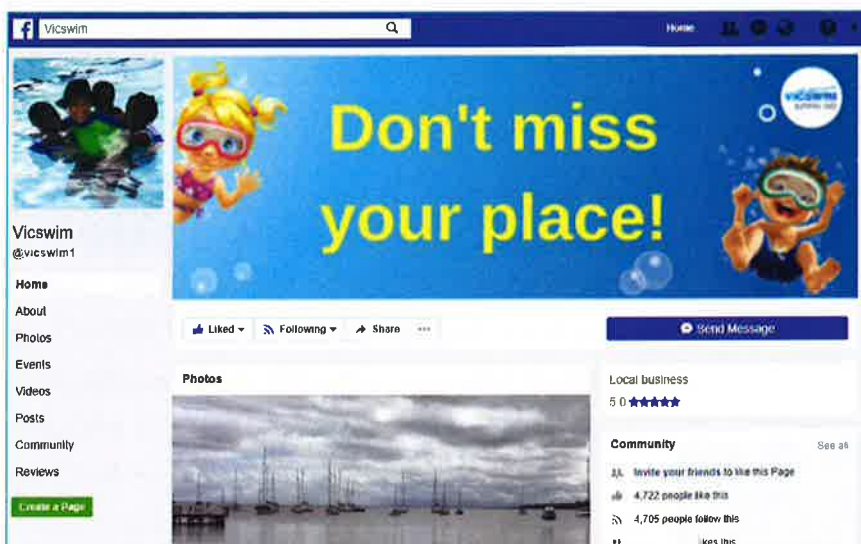 Vicswim
Home
Don't miss
your place!
Vicswim
@vicswim1
Home
About
Photos
Events
Videos
Posts
Community
Reviews
Create a Page
Liked
Following
Share
Send Message
Photos
Local business
5.0
Community
See all
Invite your friends to like this Page
4,722 people like this
4,705 people follow this
likes this